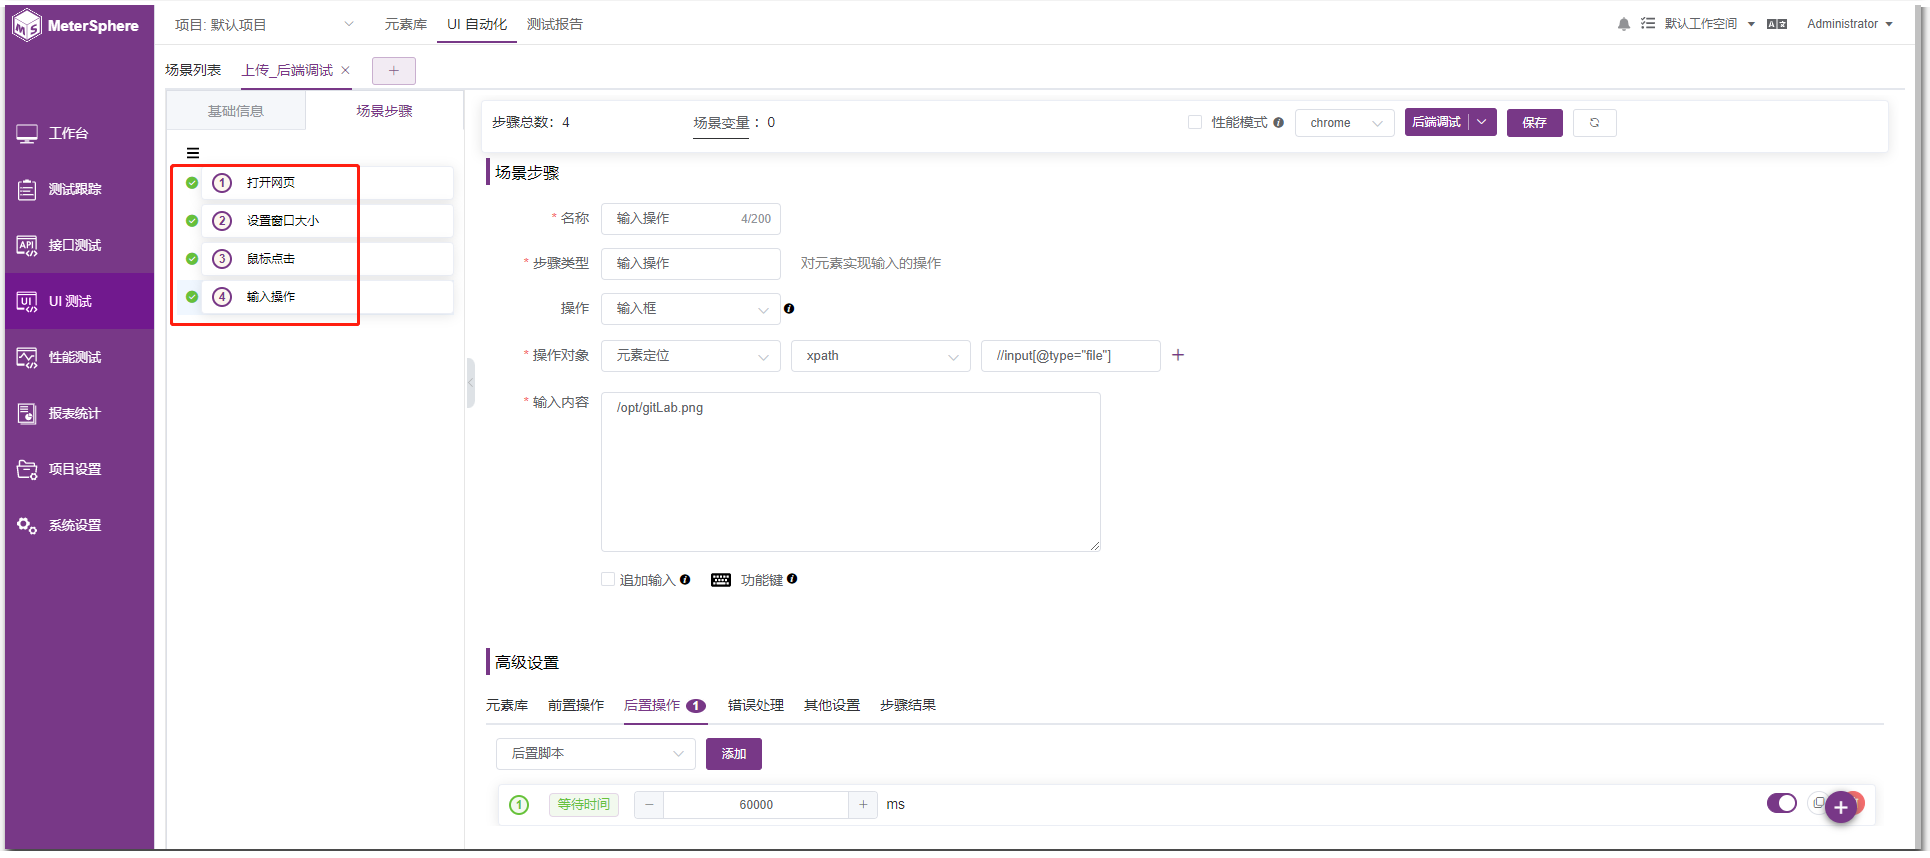 MeterSphere
项目: 默认项目
元素库
UI 自动化
测试报告
默认工作空间
Administrator
工作台
测试跟踪
接口测试
UI 测试
性能测试
报表统计
项目设置
系统设置
场景列表
上传_后端调试
基础信息
场景步骤
1 打开网页
2 设置窗口大小
3 鼠标点击
4 输入操作
步骤总数: 4
场景变量 : 0
性能模式
chrome
后端调试
保存
场景步骤
* 名称 输入操作 4/200
* 步骤类型 输入操作 对元素实现输入的操作
操作 输入框
* 操作对象 元素定位 xpath //input[@type="file"]
* 输入内容 /opt/gitLab.png
追加输入 功能键
高级设置
元素库 前置操作 后置操作 1 错误处理 其他设置 步骤结果
后置脚本 添加
1 等待时间 − 60000 + ms